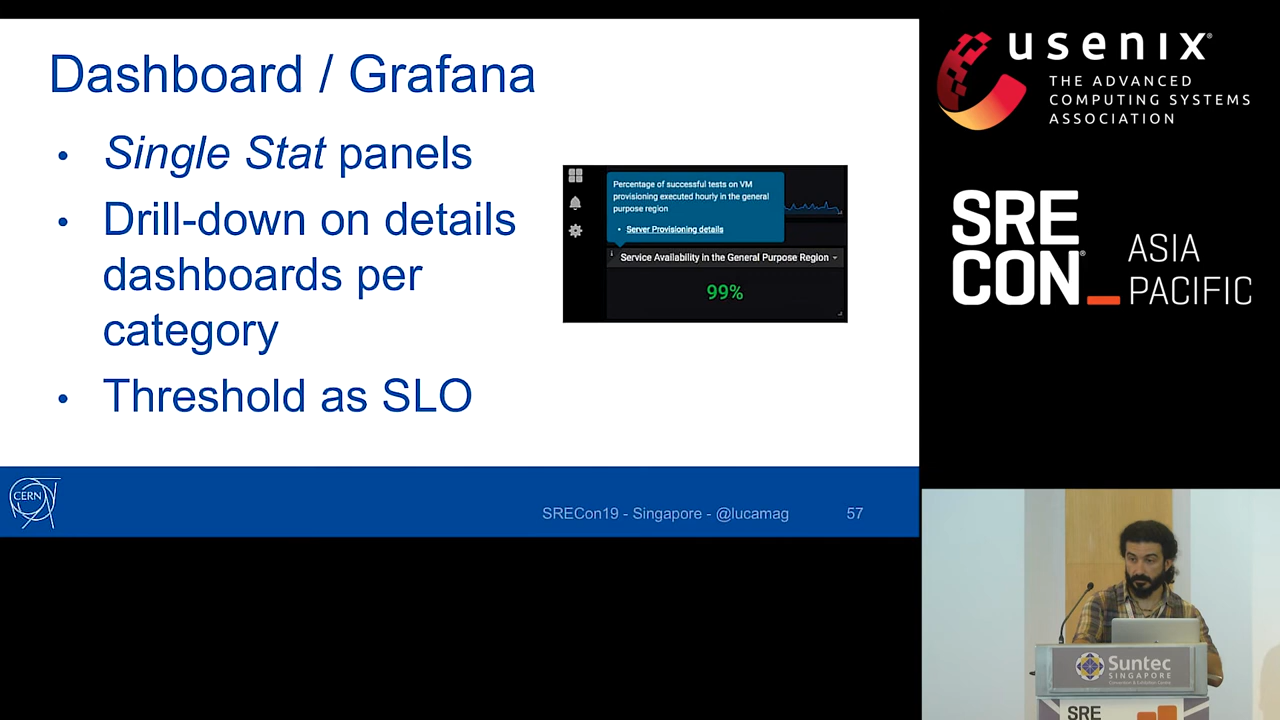 Dashboard / Grafana
• Single Stat panels
• Drill-down on details
dashboards per
category
• Threshold as SLO
Percentage of successful tests on VM
provisioning executed hourly in the general
purpose region
• Server Provisioning details
Service Availability in the General Purpose Region
99%
CERN
SRECon19 - Singapore - @lucamag
57
usenix®
THE ADVANCED
COMPUTING SYSTEMS
ASSOCIATION
SRE
CON®
ASIA
PACIFIC
Suntec
SINGAPORE
Convention & Exhibition Centre
SRE